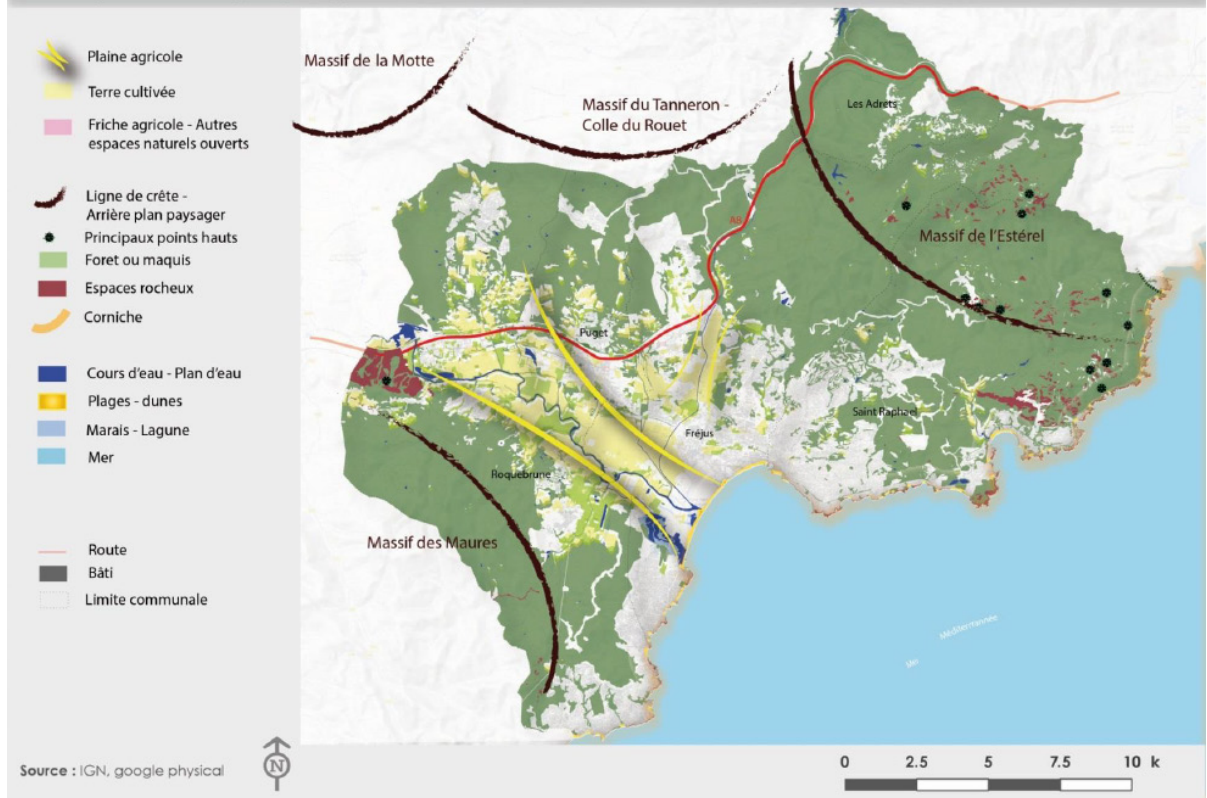 Plaine agricole
Terre cultivée
Friche agricole - Autres
espaces naturels ouverts
Ligne de crête -
Arrière plan paysager
Principaux points hauts
Foret ou maquis
Espaces rocheux
Corniche
Cours d'eau - Plan d'eau
Plages - dunes
Marais - Lagune
Mer
Route
Bâti
Limite communale
Source : IGN, google physical
N
Massif de la Motte
Massif du Tanneron -
Colle du Rouet
Les Adrets
A8
Massif de l'Estérel
Puget
Saint Raphael
Fréjus
Roquebrune
Massif des Maures
Mer
Méditerrannée
0 2.5 5 7.5 10 k